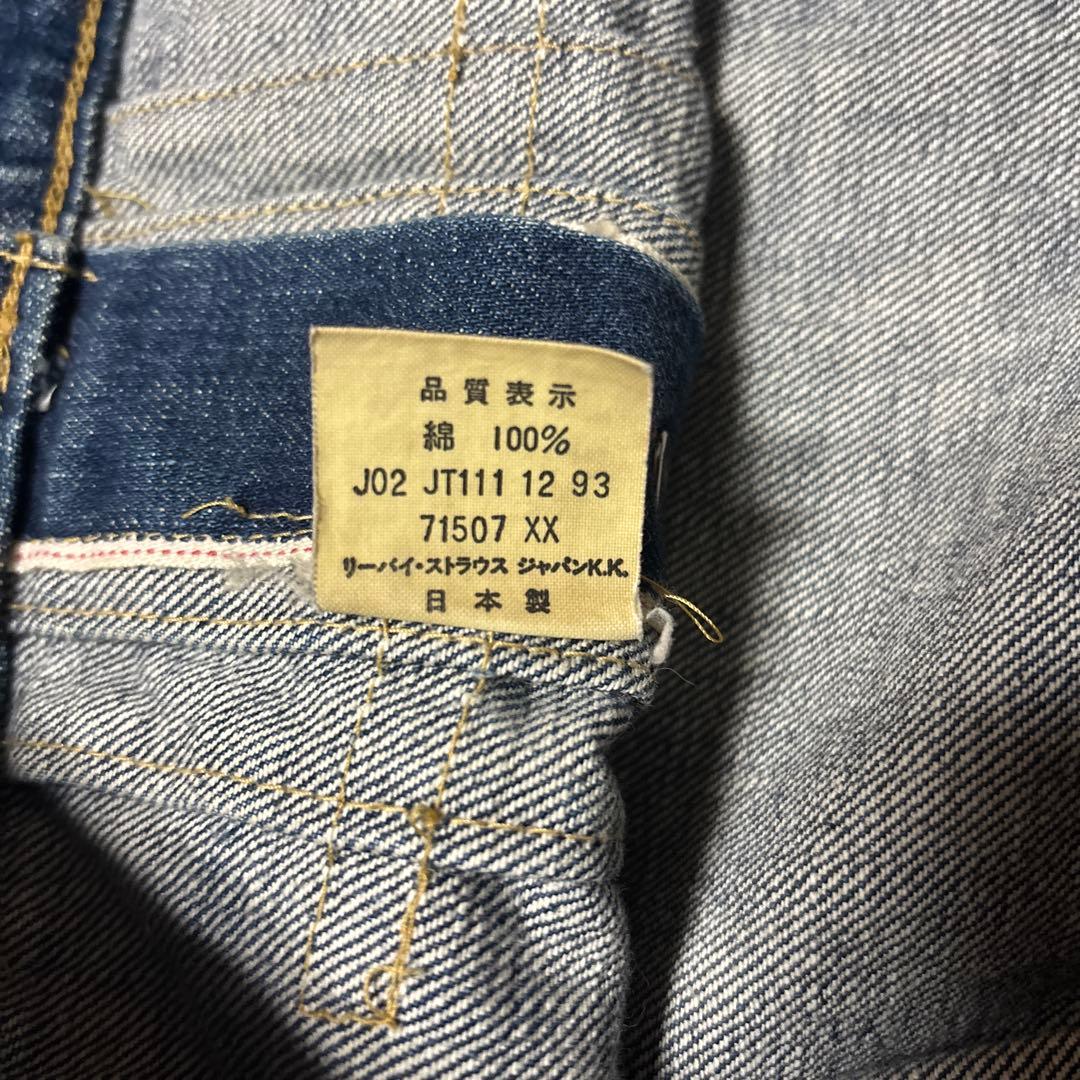 品質表示
綿 100%
J02 JT111 12 93
71507 XX
リーバイ・ストラウス ジャパンK.K.
日本製